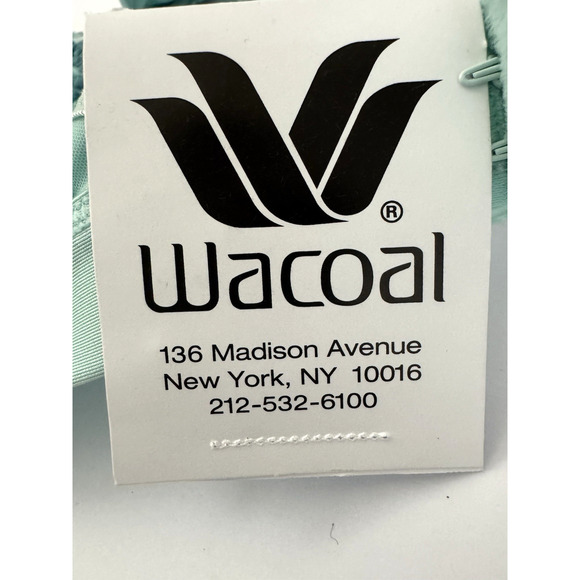 ®
Wacoal
136 Madison Avenue
New York, NY 10016
212-532-6100